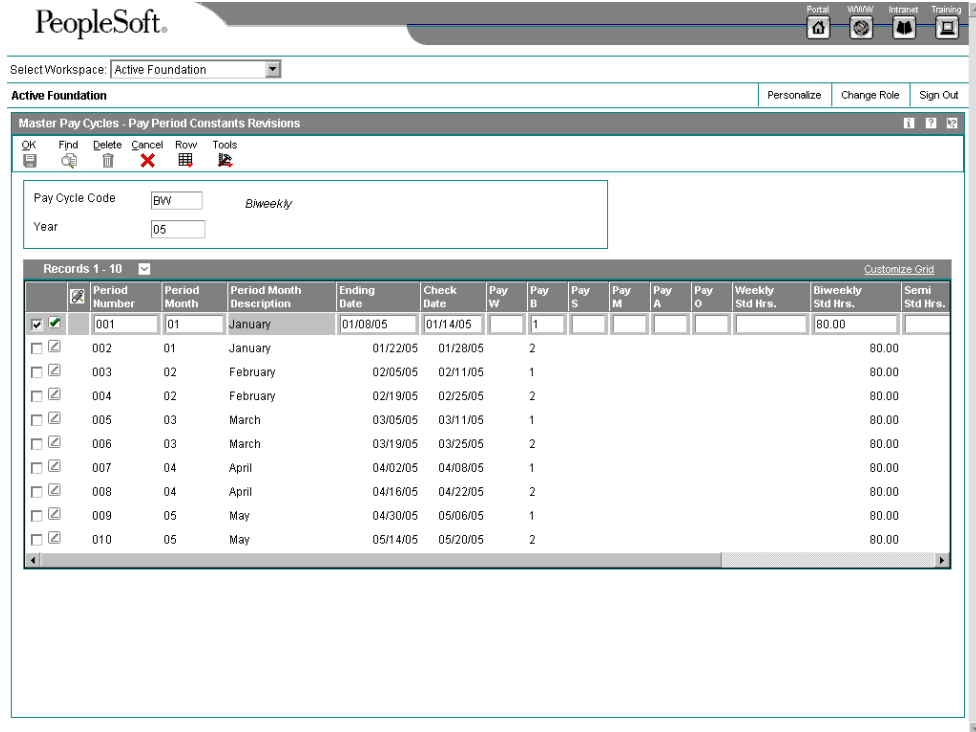 PeopleSoft®
Portal WWW Intranet Training
Select Workspace: Active Foundation
Active Foundation Personalize Change Role Sign Out
Master Pay Cycles - Pay Period Constants Revisions
OK Find Delete Cancel Row Tools
Pay Cycle Code BW Biweekly
Year 05
Records 1 - 10 Customize Grid
Period Number Period Month Period Month Description Ending Date Check Date Pay W Pay B Pay S Pay M Pay A Pay O Weekly Std Hrs. Biweekly Std Hrs. Semi Std Hrs.
001 01 January 01/08/05 01/14/05 1 80.00
002 01 January 01/22/05 01/28/05 2 80.00
003 02 February 02/05/05 02/11/05 1 80.00
004 02 February 02/19/05 02/25/05 2 80.00
005 03 March 03/05/05 03/11/05 1 80.00
006 03 March 03/19/05 03/25/05 2 80.00
007 04 April 04/02/05 04/08/05 1 80.00
008 04 April 04/16/05 04/22/05 2 80.00
009 05 May 04/30/05 05/06/05 1 80.00
010 05 May 05/14/05 05/20/05 2 80.00